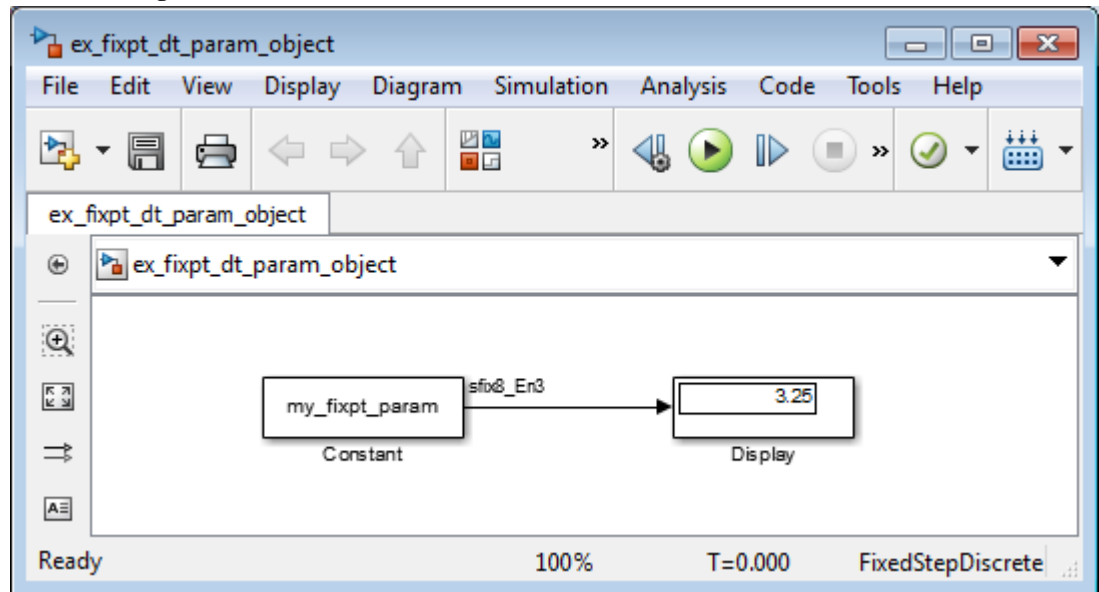 ex_fixpt_dt_param_object
File Edit View Display Diagram Simulation Analysis Code Tools Help
ex_fixpt_dt_param_object
ex_fixpt_dt_param_object
sfix8_En3
my_fixpt_param
3.25
Constant
Display
Ready 100% T=0.000 FixedStepDiscrete